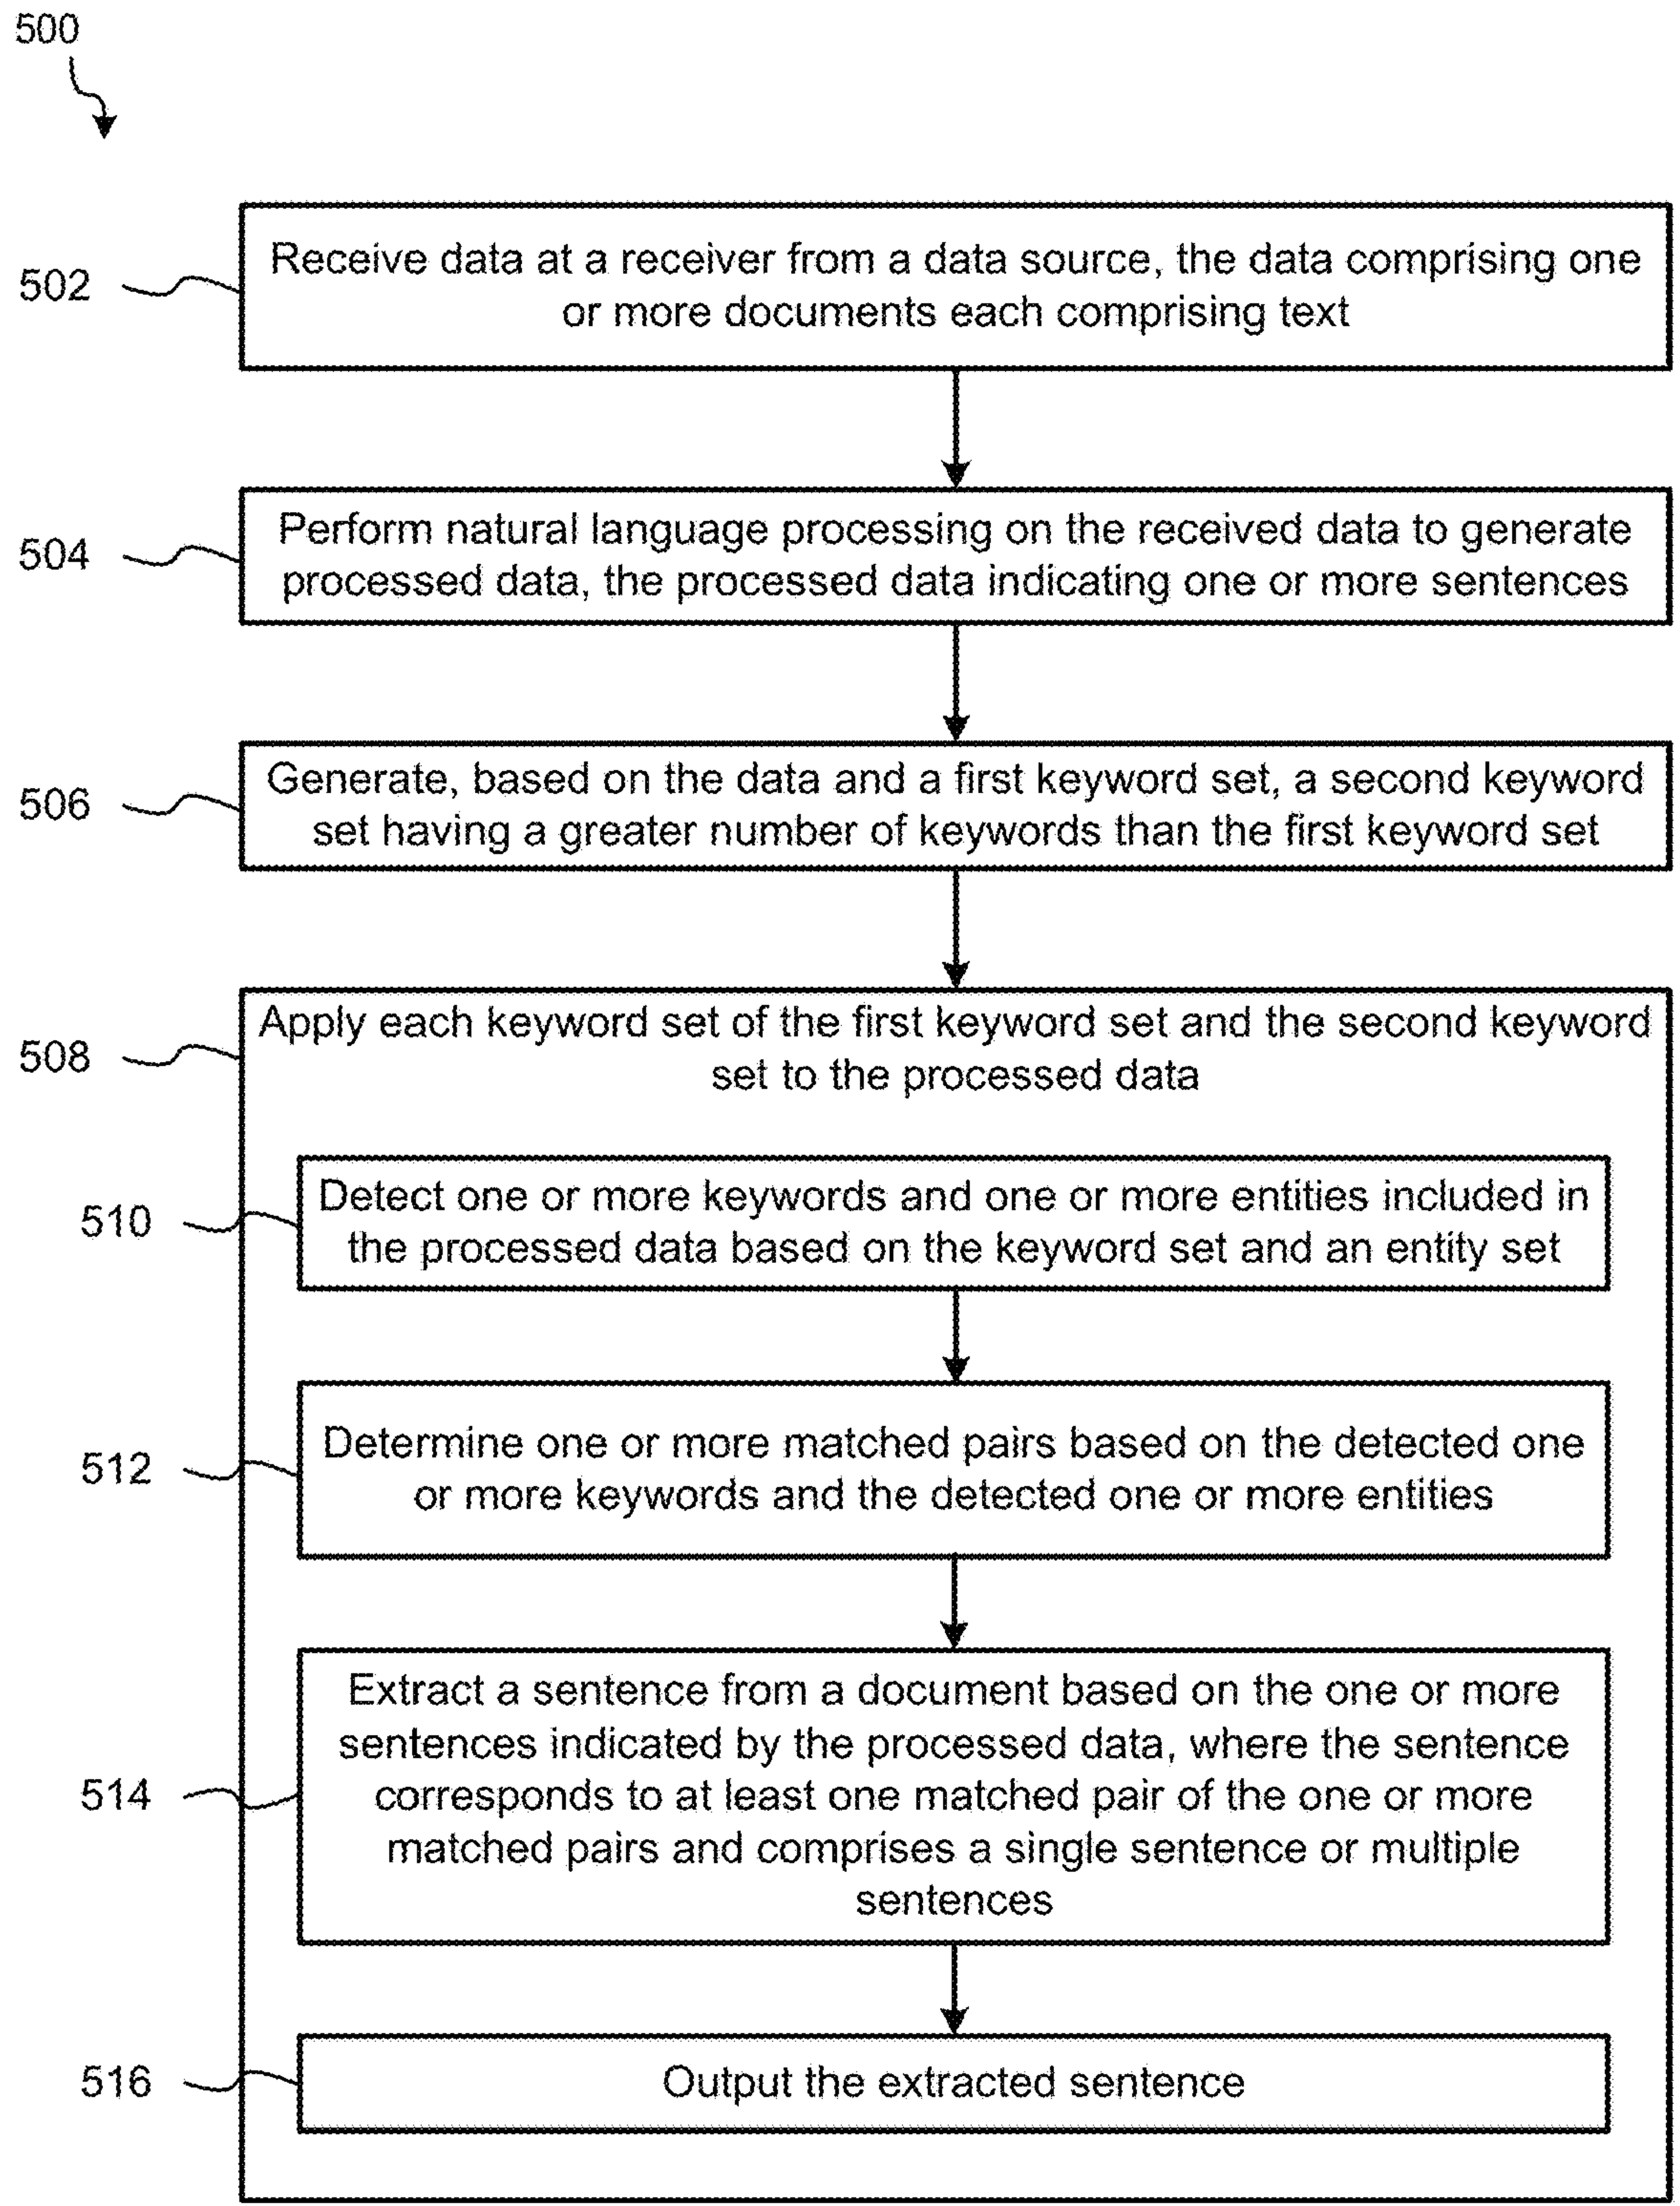 500
502
Receive data at a receiver from a data source, the data comprising one
or more documents each comprising text
504
Perform natural language processing on the received data to generate
processed data, the processed data indicating one or more sentences
506
Generate, based on the data and a first keyword set, a second keyword
set having a greater number of keywords than the first keyword set
508
Apply each keyword set of the first keyword set and the second keyword
set to the processed data
510
Detect one or more keywords and one or more entities included in
the processed data based on the keyword set and an entity set
512
Determine one or more matched pairs based on the detected one
or more keywords and the detected one or more entities
514
Extract a sentence from a document based on the one or more
sentences indicated by the processed data, where the sentence
corresponds to at least one matched pair of the one or more
matched pairs and comprises a single sentence or multiple
sentences
516
Output the extracted sentence